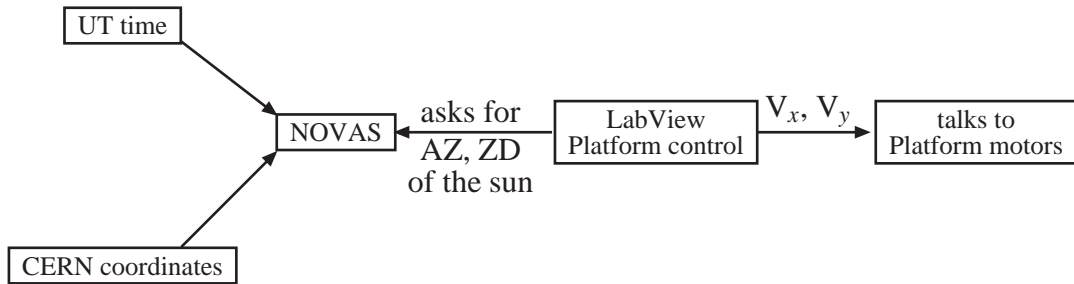 UT time
NOVAS
CERN coordinates
asks for
AZ, ZD
of the sun
LabView
Platform control
Vx, Vy
talks to
Platform motors